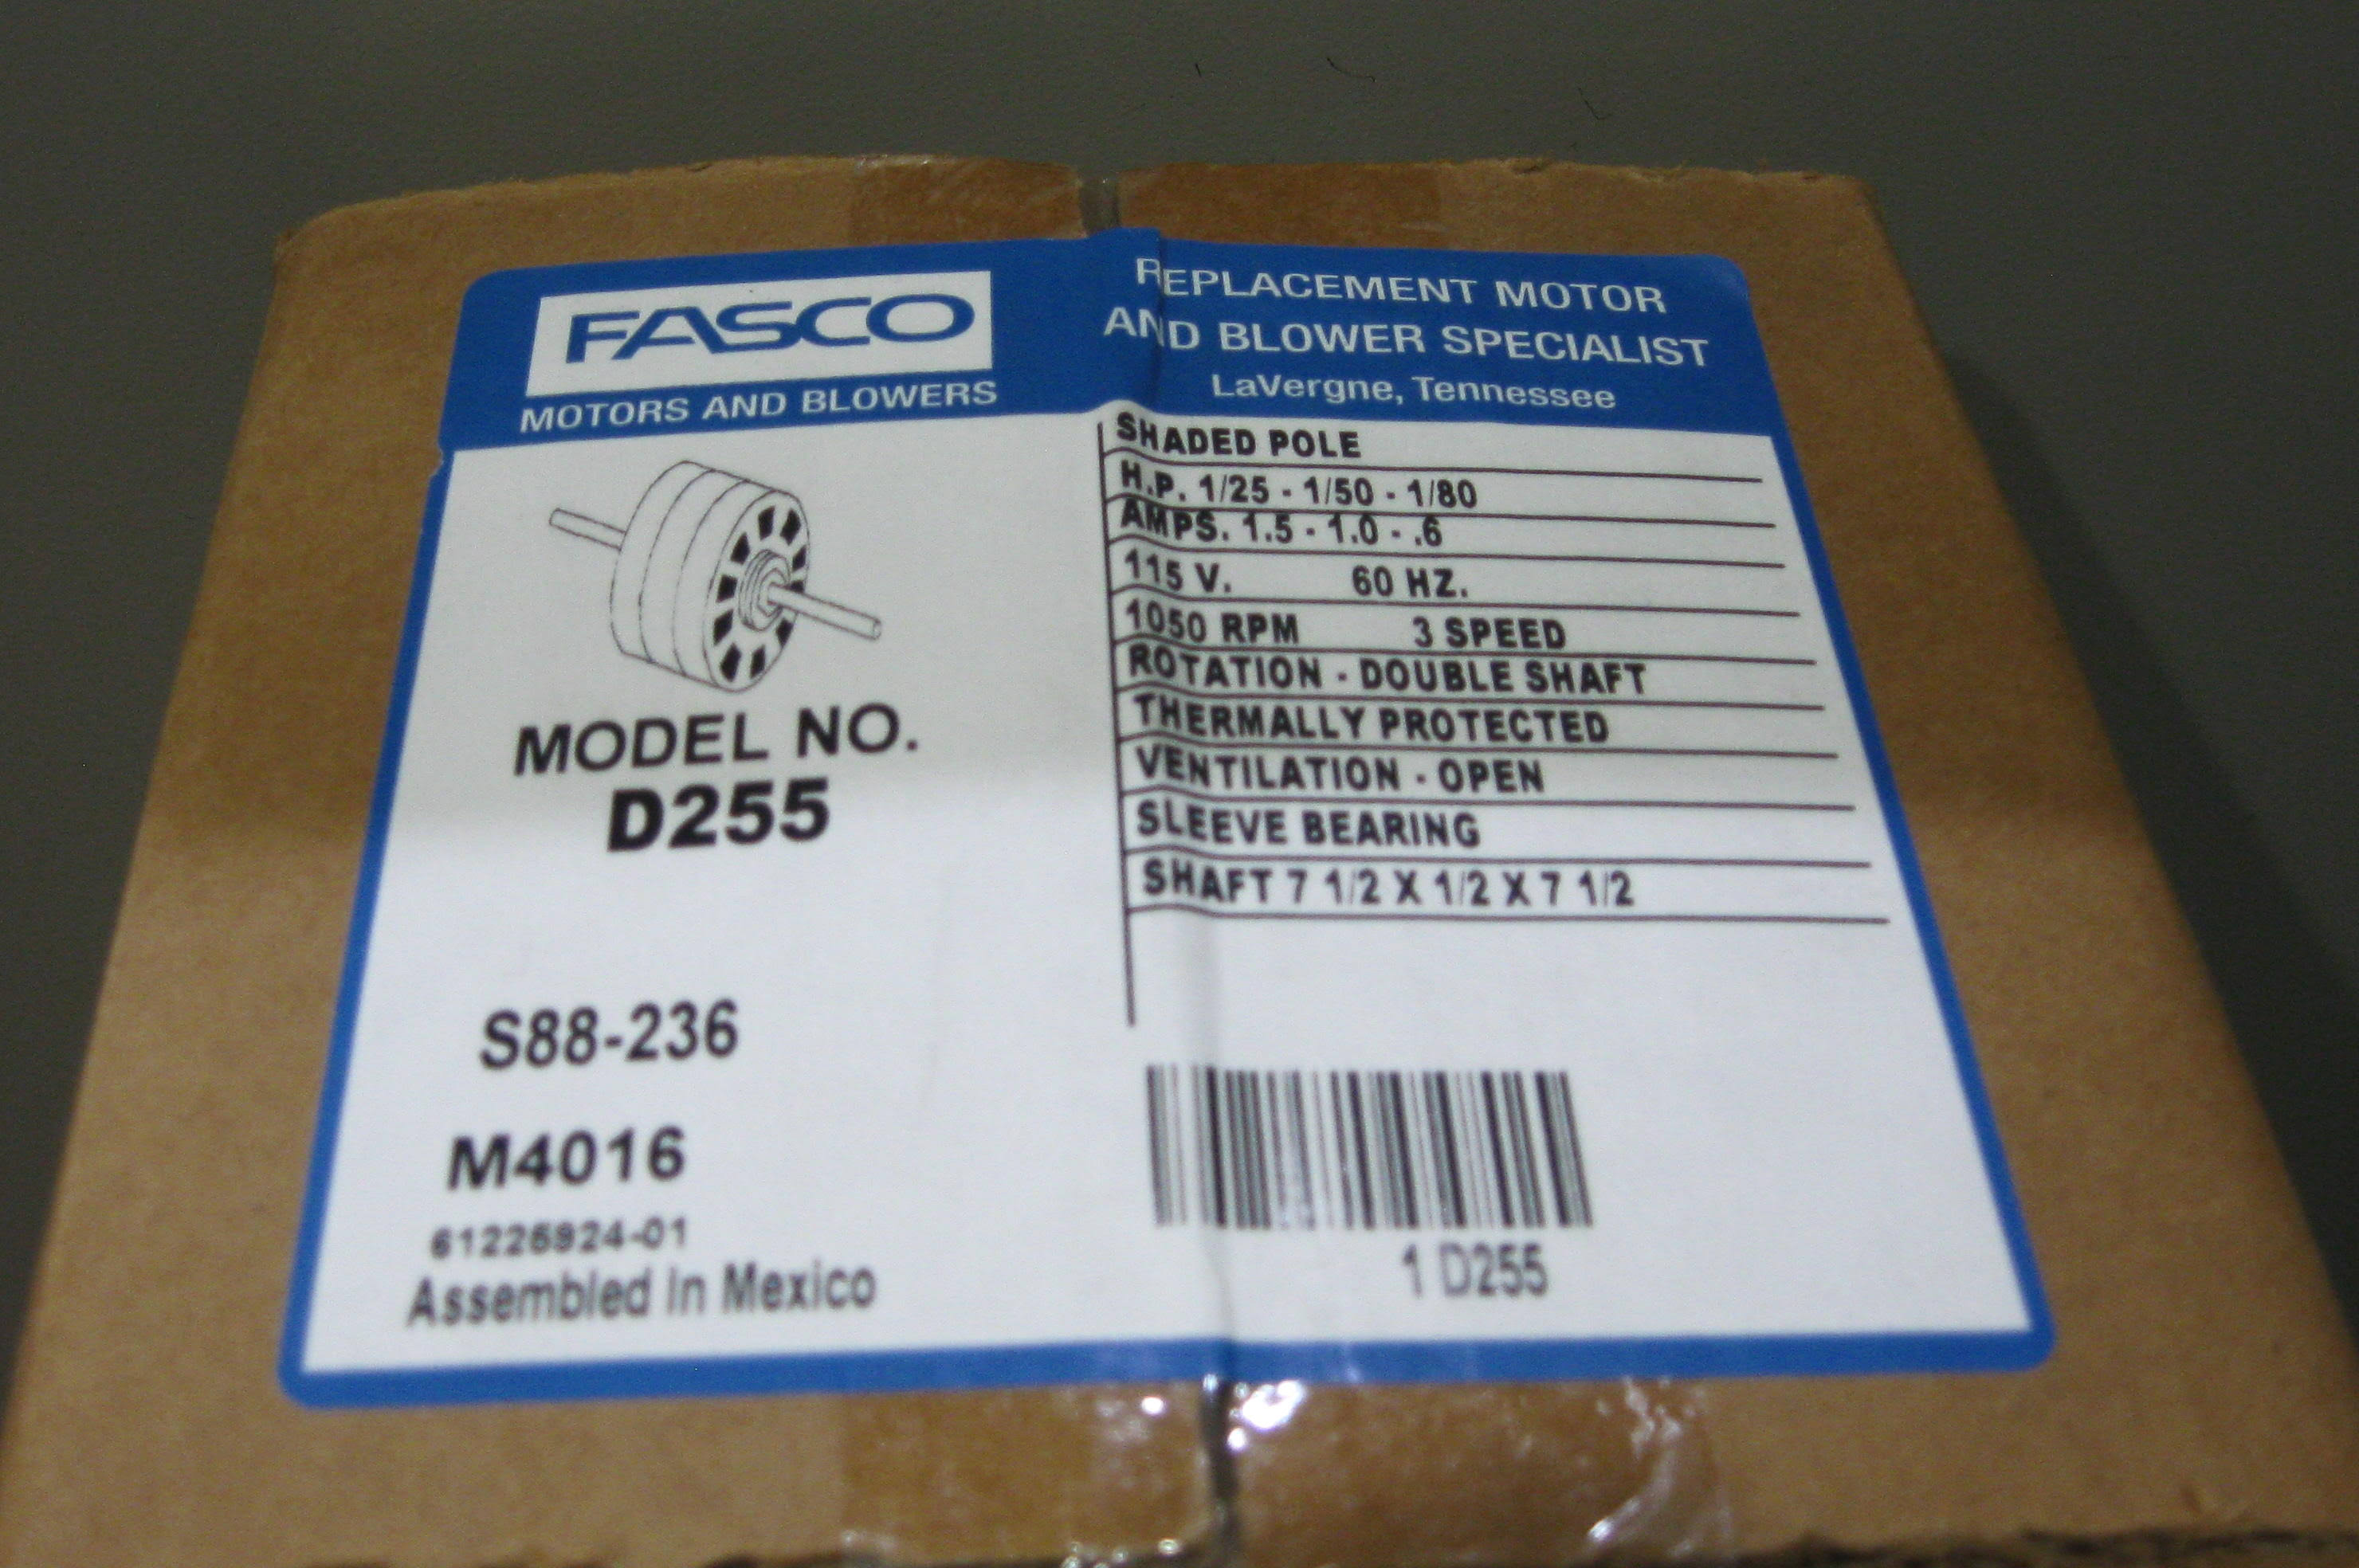 FASCO
MOTORS AND BLOWERS
REPLACEMENT MOTOR
AND BLOWER SPECIALIST
LaVergne, Tennessee
MODEL NO.
D255
S88-236
M4016
61226924-01
Assembled In Mexico
SHADED POLE
H.P. 1/25 - 1/50 - 1/80
AMPS. 1.5 - 1.0 - .6
115 V. 60 HZ.
1050 RPM 3 SPEED
ROTATION - DOUBLE SHAFT
THERMALLY PROTECTED
VENTILATION - OPEN
SLEEVE BEARING
SHAFT 7 1/2 X 1/2 X 7 1/2
1 D255